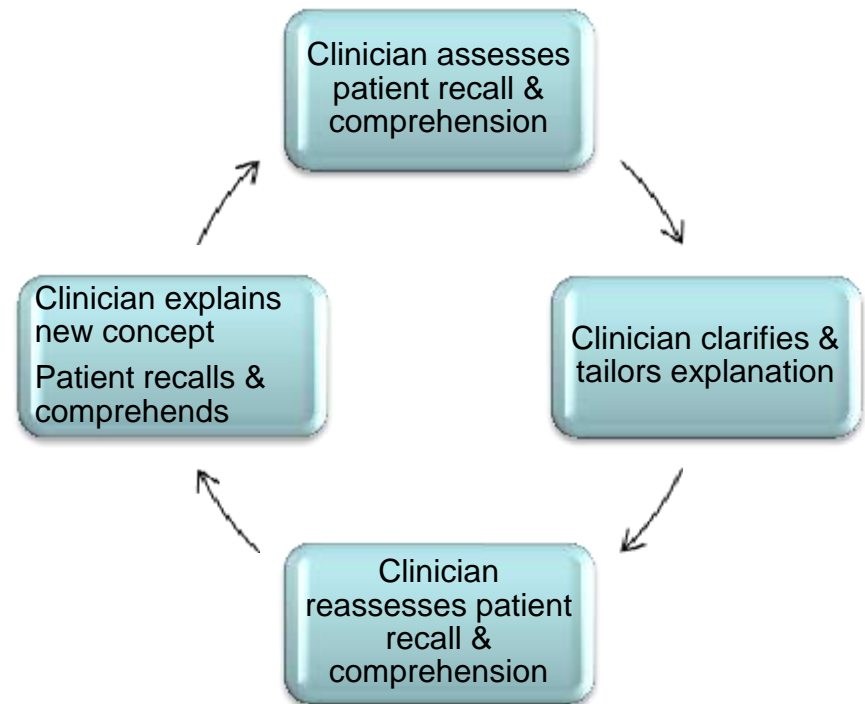 Clinician assesses
patient recall &
comprehension
Clinician clarifies &
tailors explanation
Clinician
reassesses patient
recall &
comprehension
Clinician explains
new concept
Patient recalls &
comprehends